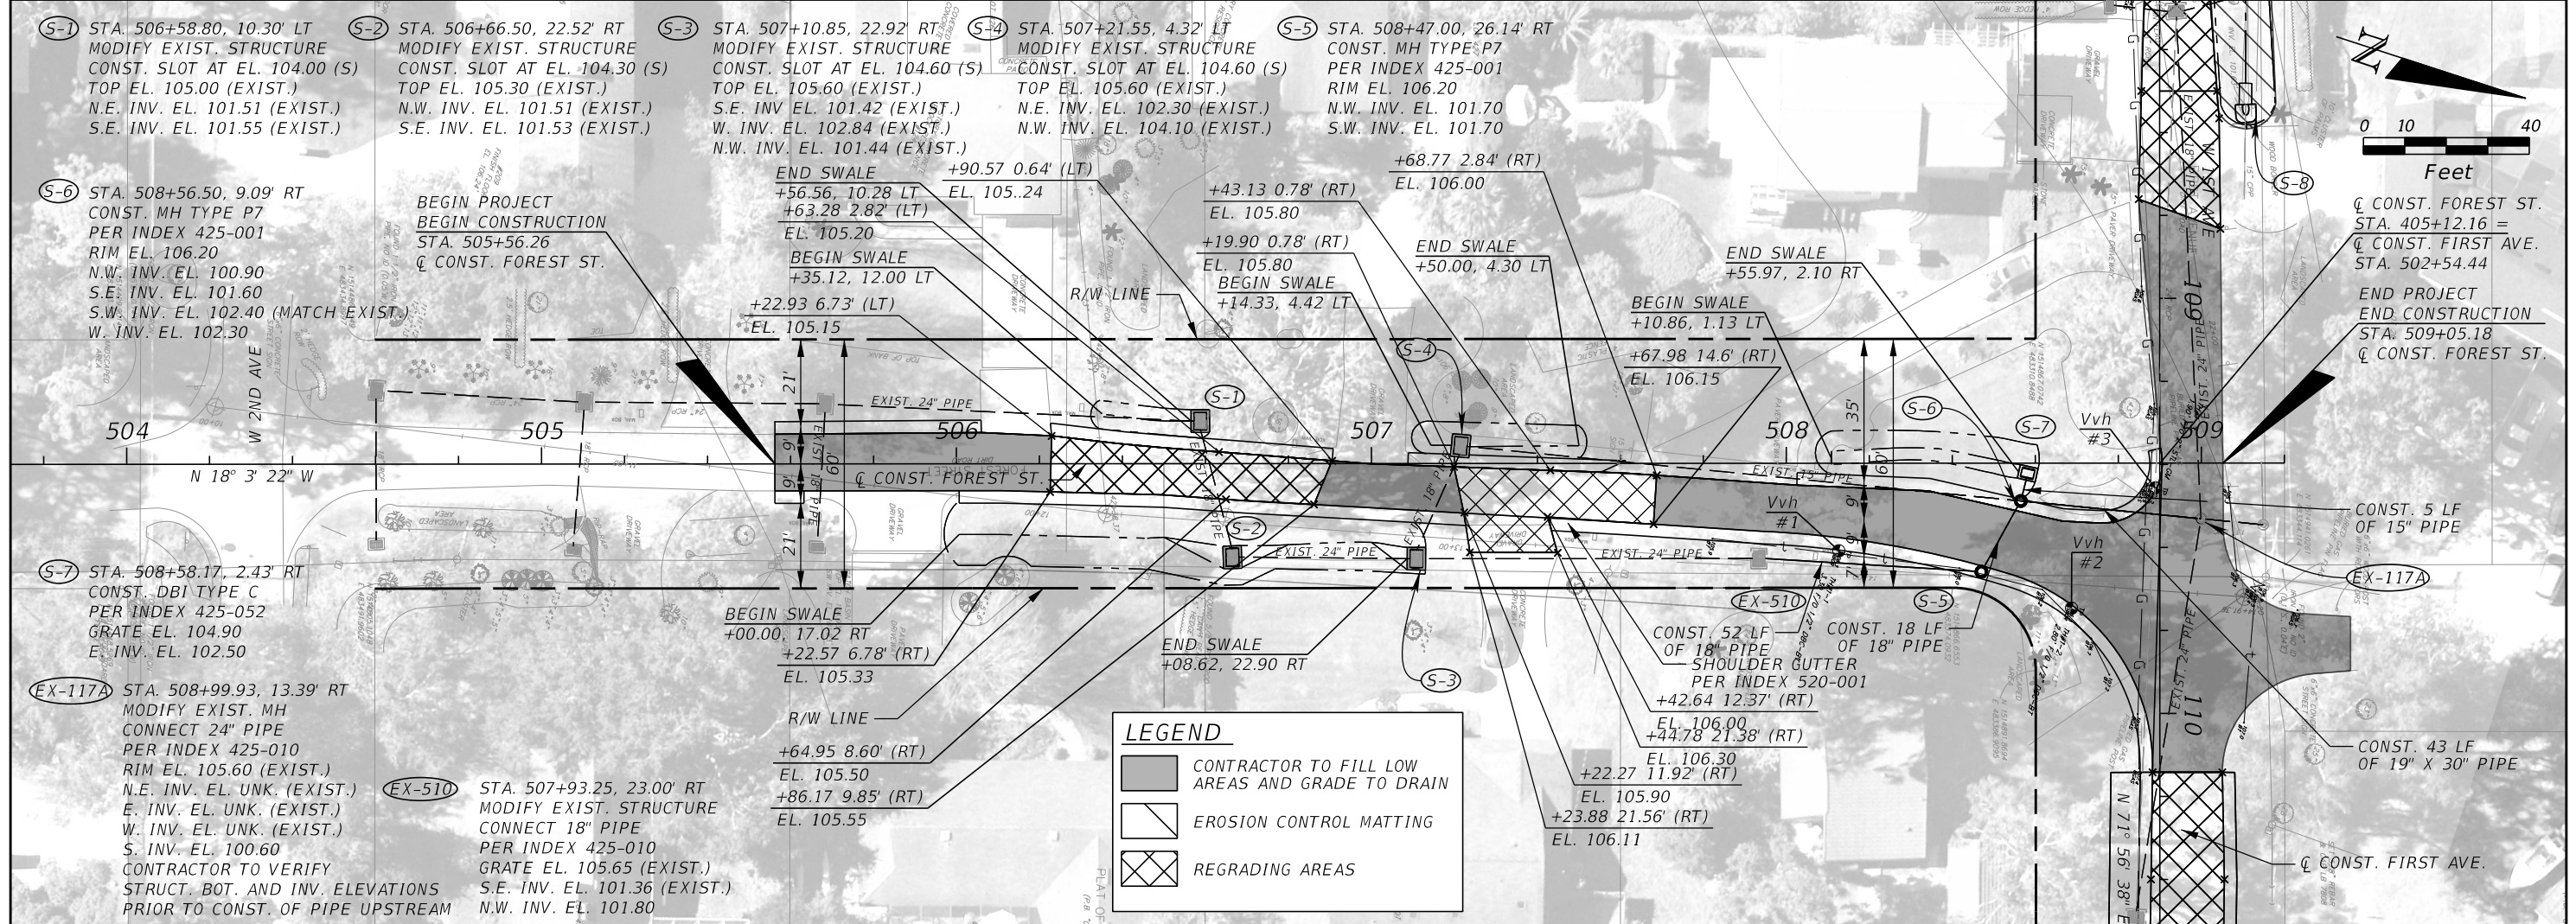 S-1 STA. 506+58.80, 10.30' LT
MODIFY EXIST. STRUCTURE
CONST. SLOT AT EL. 104.00 (S)
TOP EL. 105.00 (EXIST.)
N.E. INV. EL. 101.51 (EXIST.)
S.E. INV. EL. 101.55 (EXIST.)
S-2 STA. 506+66.50, 22.52' RT
MODIFY EXIST. STRUCTURE
CONST. SLOT AT EL. 104.30 (S)
TOP EL. 105.30 (EXIST.)
N.W. INV. EL. 101.51 (EXIST.)
S.E. INV. EL. 101.53 (EXIST.)
S-3 STA. 507+10.85, 22.92' RT
MODIFY EXIST. STRUCTURE
CONST. SLOT AT EL. 104.60 (S)
TOP EL. 105.60 (EXIST.)
S.E. INV EL. 101.42 (EXIST.)
W. INV. EL. 102.84 (EXIST.)
N.W. INV. EL. 101.44 (EXIST.)
S-4 STA. 507+21.55, 4.32' LT
MODIFY EXIST. STRUCTURE
CONST. SLOT AT EL. 104.60 (S)
TOP EL. 105.60 (EXIST.)
N.E. INV. EL. 102.30 (EXIST.)
N.W. INV. EL. 104.10 (EXIST.)
S-5 STA. 508+47.00, 26.14' RT
CONST. MH TYPE P7
PER INDEX 425-001
RIM EL. 106.20
N.W. INV. EL. 101.70
S.W. INV. EL. 101.70
S-6 STA. 508+56.50, 9.09' RT
CONST. MH TYPE P7
PER INDEX 425-001
RIM EL. 106.20
N.W. INV. EL. 100.90
S.E. INV. EL. 101.60
S.W. INV. EL. 102.40 (MATCH EXIST.)
W. INV. EL. 102.30
BEGIN PROJECT
BEGIN CONSTRUCTION
STA. 505+56.26
℄ CONST. FOREST ST.
END SWALE
+56.56, 10.28 LT
+63.28 2.82' (LT)
EL. 105.20
BEGIN SWALE
+35.12, 12.00 LT
+22.93 6.73' (LT)
EL. 105.15
+90.57 0.64' (LT)
EL. 105..24
R/W LINE
+43.13 0.78' (RT)
EL. 105.80
+19.90 0.78' (RT)
EL. 105.80
BEGIN SWALE
+14.33, 4.42 LT
+68.77 2.84' (RT)
EL. 106.00
END SWALE
+50.00, 4.30 LT
END SWALE
+55.97, 2.10 RT
BEGIN SWALE
+10.86, 1.13 LT
+67.98 14.6' (RT)
EL. 106.15
0 10 40
Feet
N
S-8
℄ CONST. FOREST ST.
STA. 405+12.16 =
℄ CONST. FIRST AVE.
STA. 502+54.44
END PROJECT
END CONSTRUCTION
STA. 509+05.18
℄ CONST. FOREST ST.
W 2ND AVE
504
505
506
507
508
509
109
110
N 18° 3' 22" W
EXIST. 24" PIPE
S-1
S-4
S-6
S-7
Vvh
#3
21'
9'
9'
21'
60'
35'
9'
9'
7'
60'
℄ CONST. FOREST ST.
EXIST. 15" PIPE
Vvh
#1
Vvh
#2
S-2
EXIST. 24" PIPE
EXIST. 24" PIPE
EXIST. 18" PIPE
EXIST. 24" PIPE
CONST. 5 LF
OF 15" PIPE
EX-117A
EX-510
S-5
S-3
S-7 STA. 508+58.17, 2.43' RT
CONST. DBI TYPE C
PER INDEX 425-052
GRATE EL. 104.90
E. INV. EL. 102.50
BEGIN SWALE
+00.00, 17.02 RT
+22.57 6.78' (RT)
EL. 105.33
R/W LINE
+64.95 8.60' (RT)
EL. 105.50
+86.17 9.85' (RT)
EL. 105.55
END SWALE
+08.62, 22.90 RT
CONST. 52 LF
OF 18" PIPE
CONST. 18 LF
OF 18" PIPE
SHOULDER GUTTER
PER INDEX 520-001
+42.64 12.37' (RT)
EL. 106.00
+44.78 21.38' (RT)
EL. 106.30
+22.27 11.92' (RT)
EL. 105.90
+23.88 21.56' (RT)
EL. 106.11
CONST. 43 LF
OF 19" X 30" PIPE
℄ CONST. FIRST AVE.
N 71° 56' 38" E
EX-117A STA. 508+99.93, 13.39' RT
MODIFY EXIST. MH
CONNECT 24" PIPE
PER INDEX 425-010
RIM EL. 105.60 (EXIST.)
N.E. INV. EL UNK. (EXIST.)
E. INV. EL. UNK. (EXIST.)
W. INV. EL. UNK. (EXIST.)
S. INV. EL. 100.60
CONTRACTOR TO VERIFY
STRUCT. BOT. AND INV. ELEVATIONS
PRIOR TO CONST. OF PIPE UPSTREAM
EX-510 STA. 507+93.25, 23.00' RT
MODIFY EXIST. STRUCTURE
CONNECT 18" PIPE
PER INDEX 425-010
GRATE EL. 105.65 (EXIST.)
S.E. INV. EL. 101.36 (EXIST.)
N.W. INV. EL. 101.80
LEGEND
CONTRACTOR TO FILL LOW
AREAS AND GRADE TO DRAIN
EROSION CONTROL MATTING
REGRADING AREAS